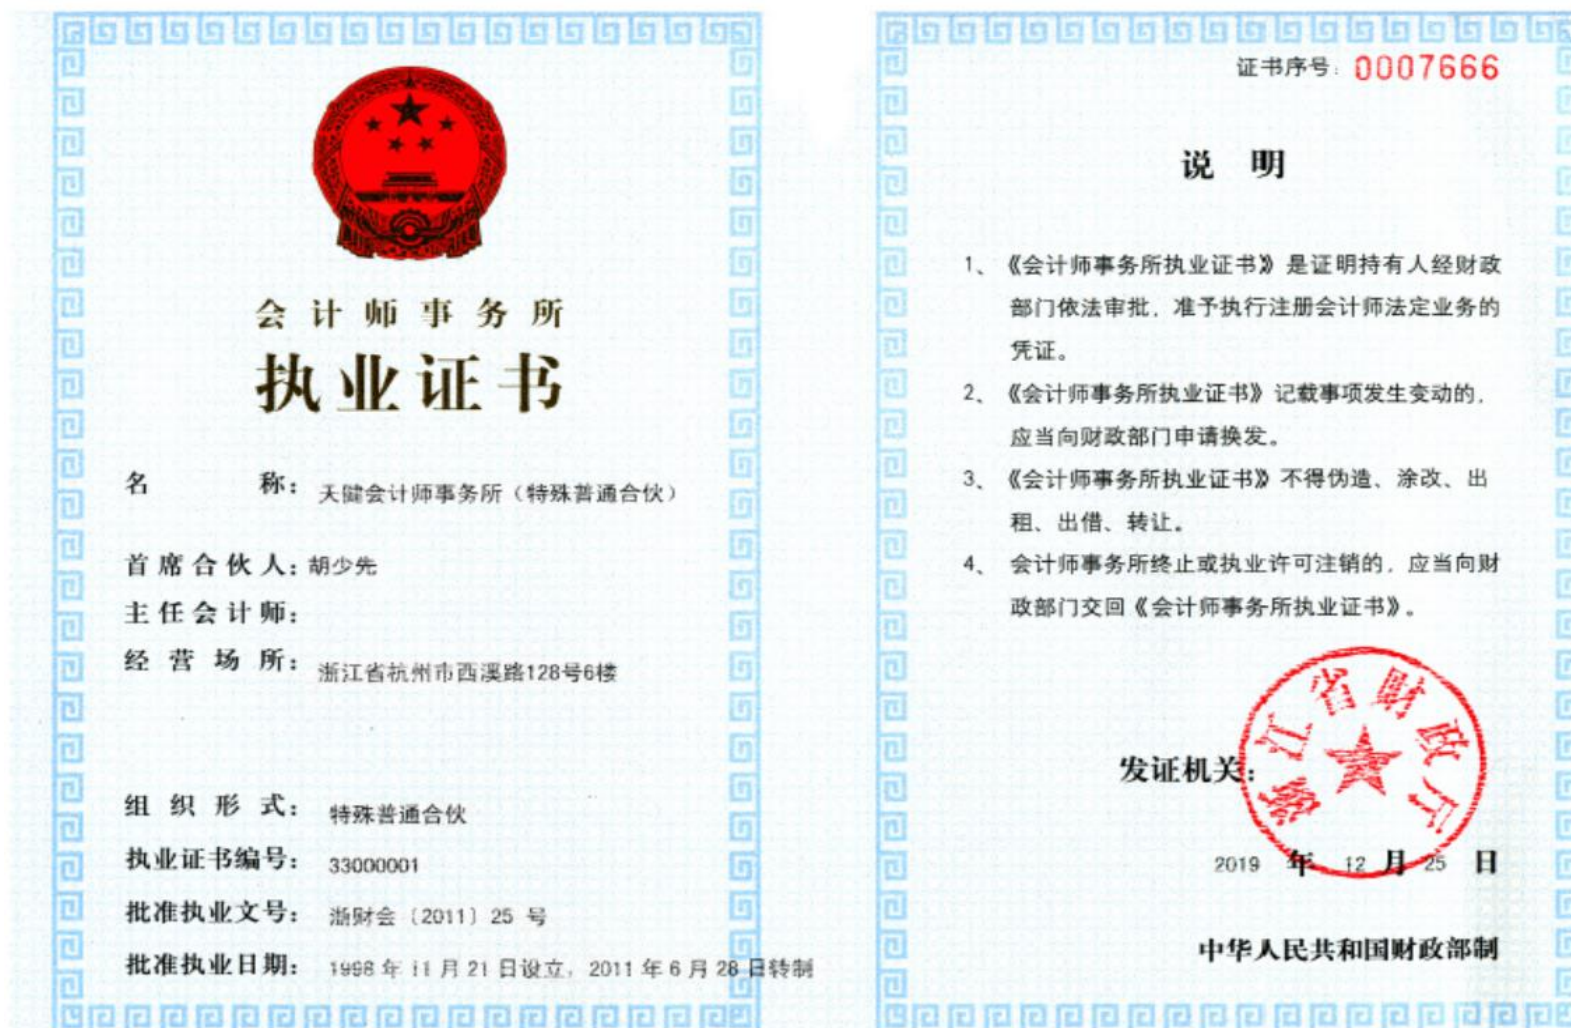 会计师事务所
执业证书
名 称： 天健会计师事务所（特殊普通合伙）
首席合伙人： 胡少先
主任会计师：
经营场所： 浙江省杭州市西溪路128号6楼
组织形式： 特殊普通合伙
执业证书编号： 33000001
批准执业文号： 浙财会〔2011〕25 号
批准执业日期： 1998 年 11 月 21 日设立，2011 年 6 月 28 日转制
证书序号：0007666
说 明
1、《会计师事务所执业证书》是证明持有人经财政
部门依法审批，准予执行注册会计师法定业务的
凭证。
2、《会计师事务所执业证书》记载事项发生变动的，
应当向财政部门申请换发。
3、《会计师事务所执业证书》不得伪造、涂改、出
租、出借、转让。
4、 会计师事务所终止或执业许可注销的，应当向财
政部门交回《会计师事务所执业证书》。
浙江省财政厅
发证机关：
2019 年 12 月 25 日
中华人民共和国财政部制